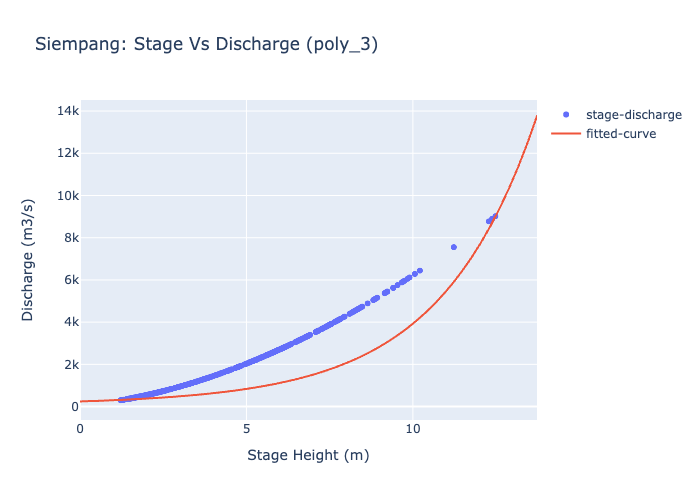 Siempang: Stage Vs Discharge (poly_3)
14k
12k
10k
8k
6k
4k
2k
0
0
5
10
Stage Height (m)
Discharge (m3/s)
stage-discharge
fitted-curve